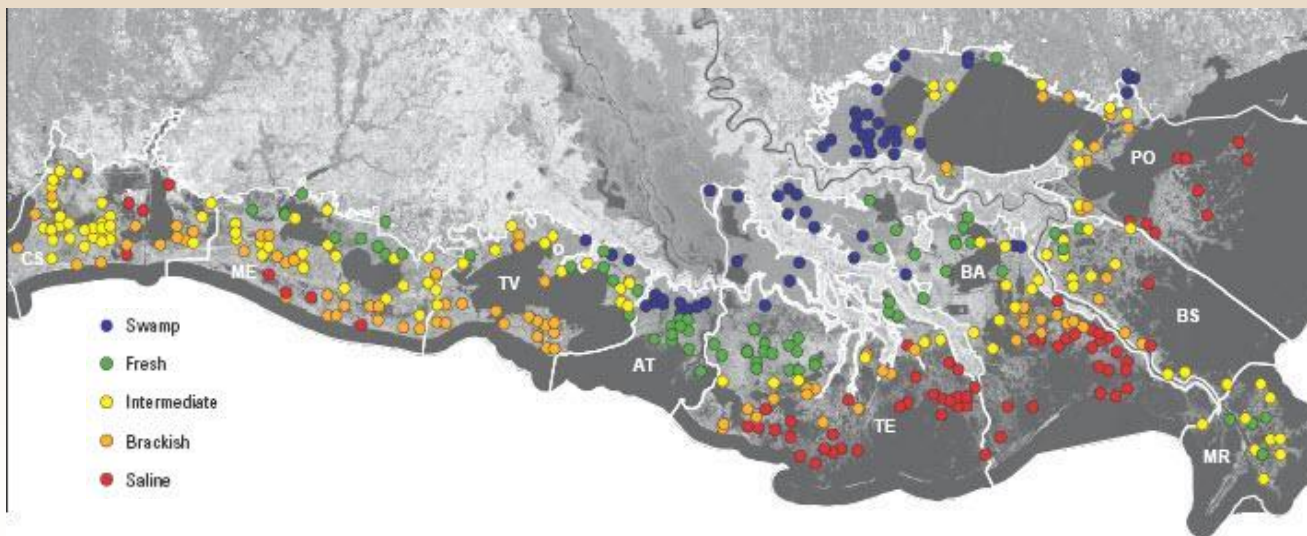 PO
CS
ME
TV
BA
BS
AT
TE
MR
Swamp
Fresh
Intermediate
Brackish
Saline